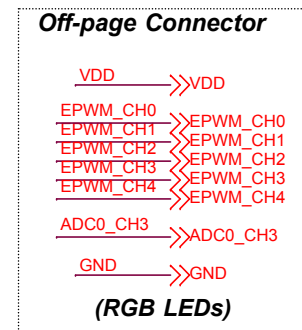 Off-page Connector
VDD VDD
EPWM_CH0 EPWM_CH0
EPWM_CH1 EPWM_CH1
EPWM_CH2 EPWM_CH2
EPWM_CH3 EPWM_CH3
EPWM_CH4 EPWM_CH4
ADC0_CH3 ADC0_CH3
GND GND
(RGB LEDs)